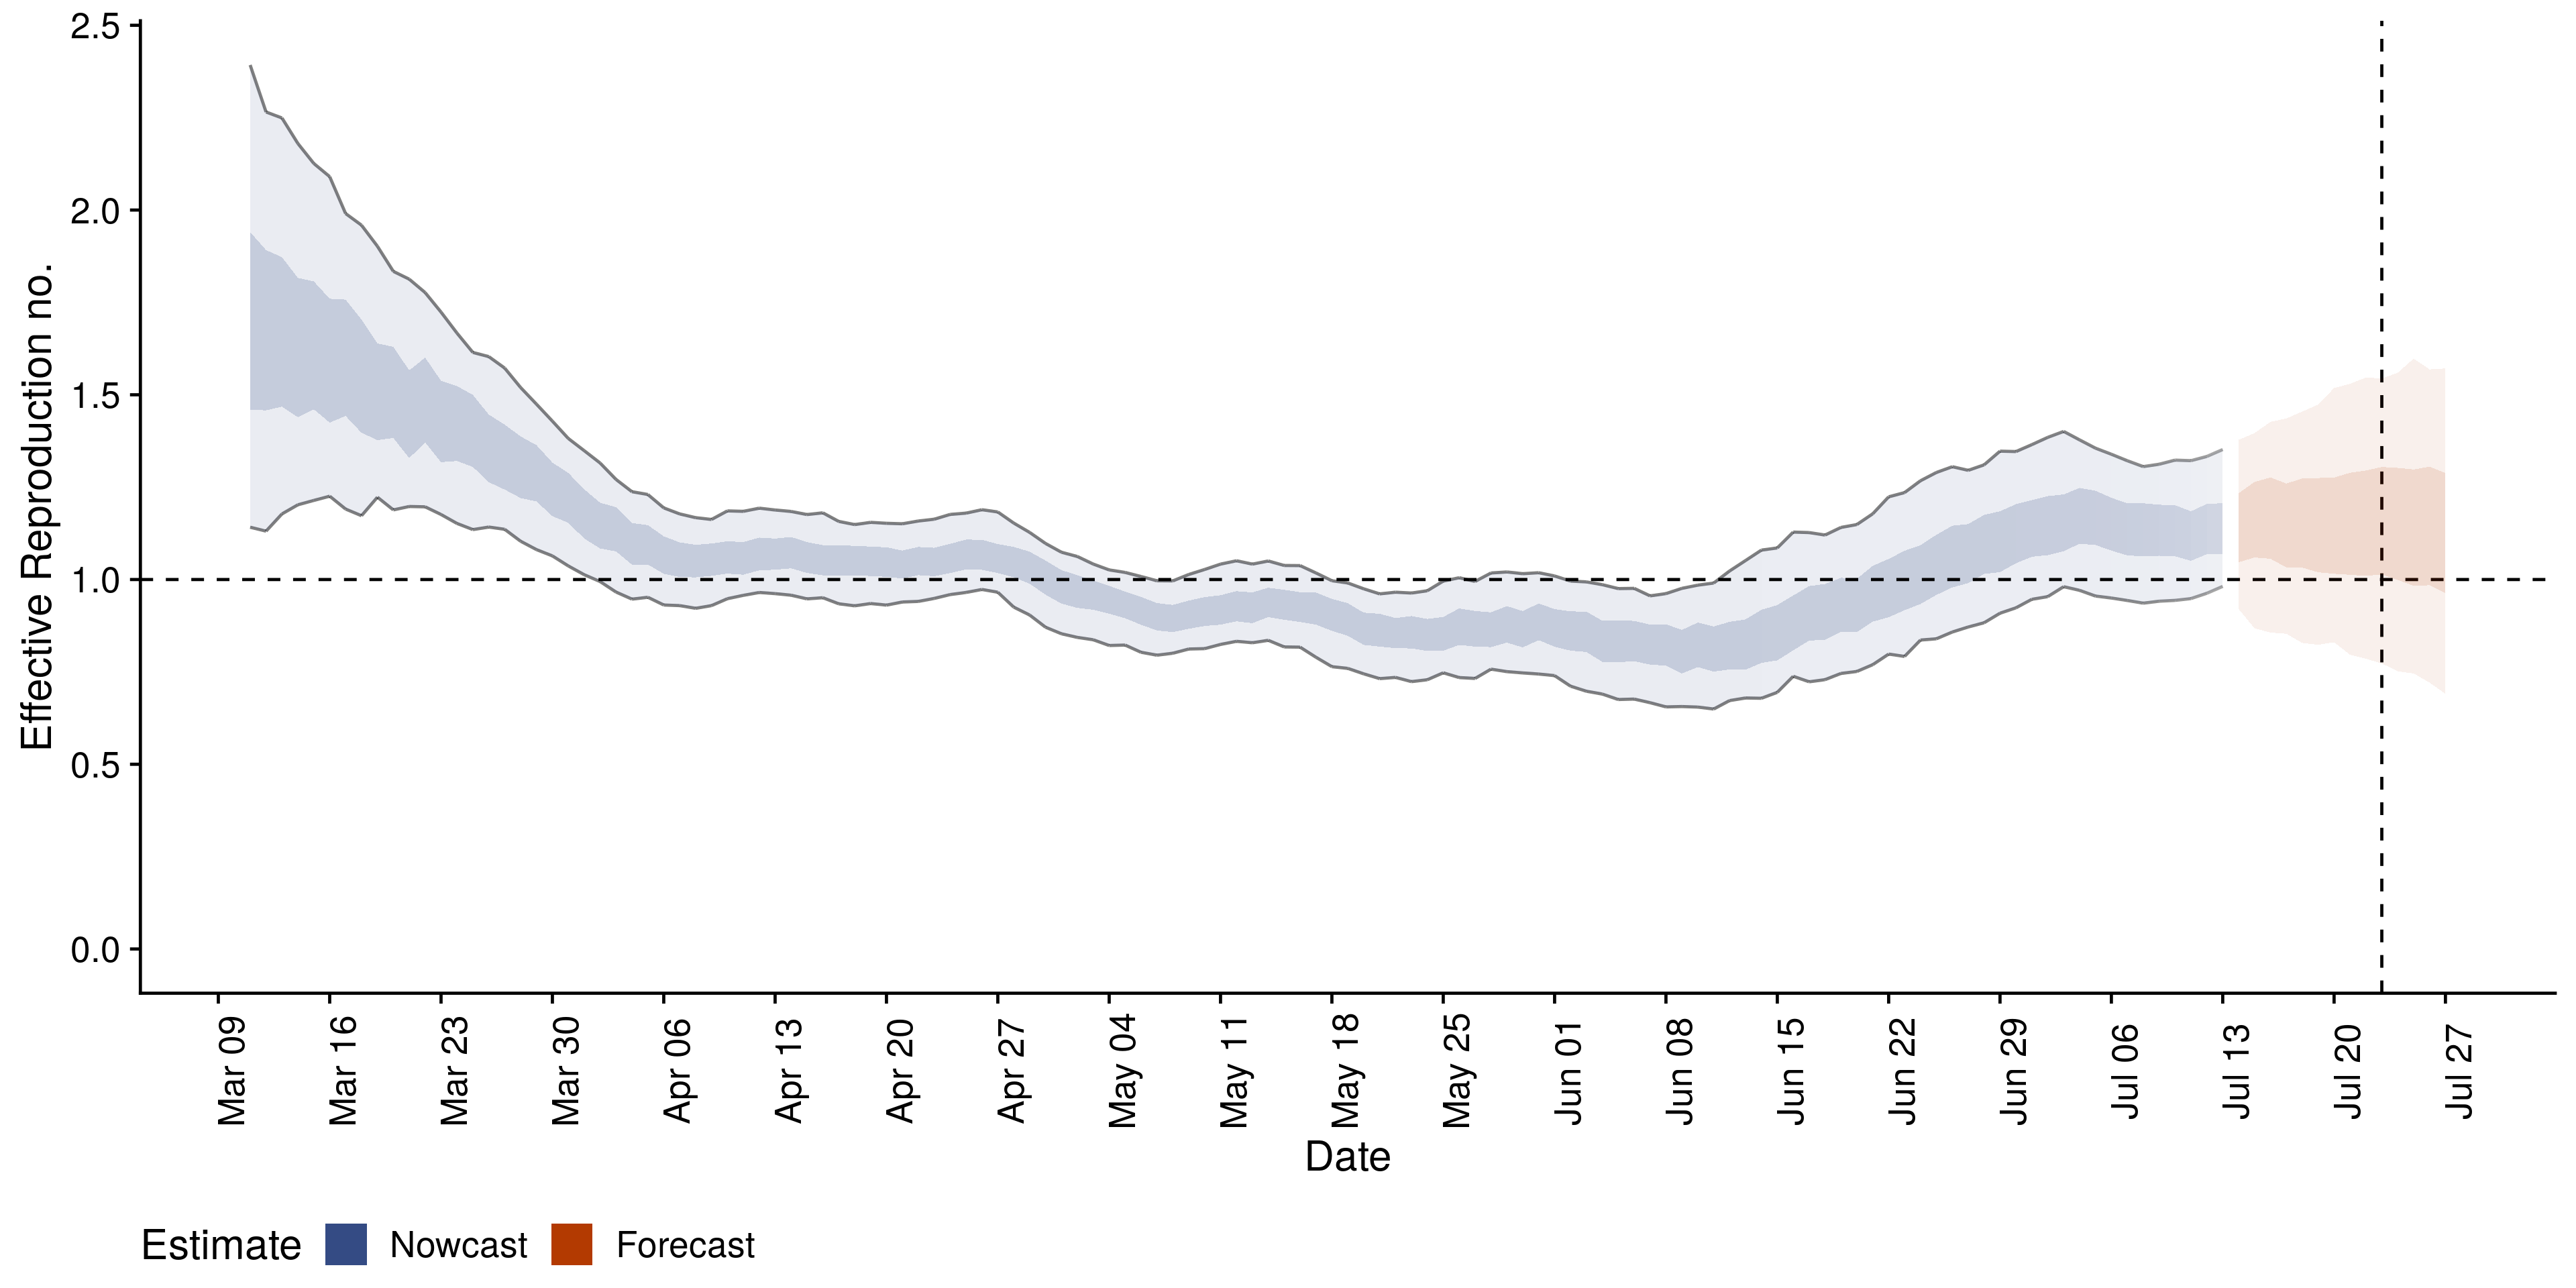 Effective Reproduction no.
2.5
2.0
1.5
1.0
0.5
0.0
Mar 09
Mar 16
Mar 23
Mar 30
Apr 06
Apr 13
Apr 20
Apr 27
May 04
May 11
May 18
May 25
Jun 01
Jun 08
Jun 15
Jun 22
Jun 29
Jul 06
Jul 13
Jul 20
Jul 27
Date
Estimate Nowcast Forecast